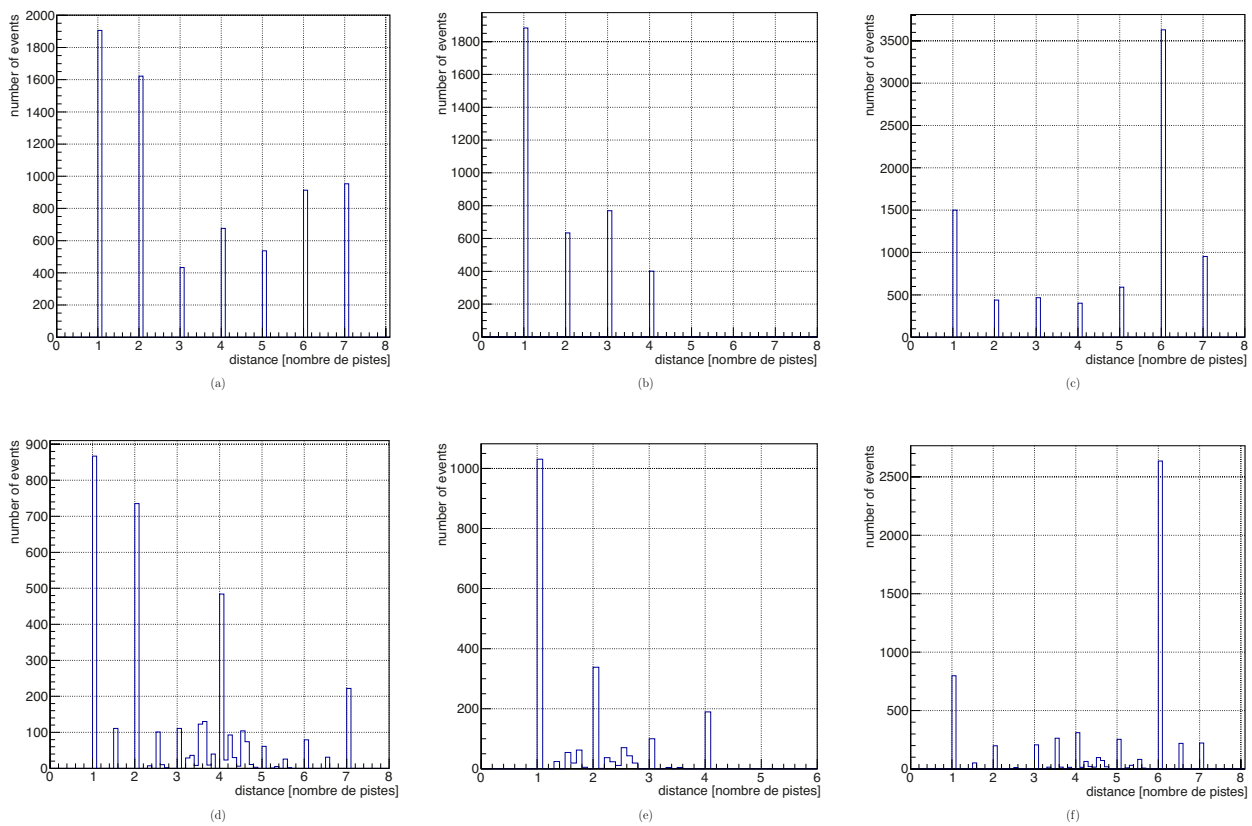 number of events
2000
1800
1600
1400
1200
1000
800
600
400
200
0
0 1 2 3 4 5 6 7 8
distance [nombre de pistes]
(a)
number of events
1800
1600
1400
1200
1000
800
600
400
200
0
0 1 2 3 4 5 6 7 8
distance [nombre de pistes]
(b)
number of events
3500
3000
2500
2000
1500
1000
500
0
0 1 2 3 4 5 6 7 8
distance [nombre de pistes]
(c)
number of events
900
800
700
600
500
400
300
200
100
0
0 1 2 3 4 5 6 7 8
distance [nombre de pistes]
(d)
number of events
1000
800
600
400
200
0
0 1 2 3 4 5 6
distance [nombre de pistes]
(e)
number of events
2500
2000
1500
1000
500
0
0 1 2 3 4 5 6 7 8
distance [nombre de pistes]
(f)